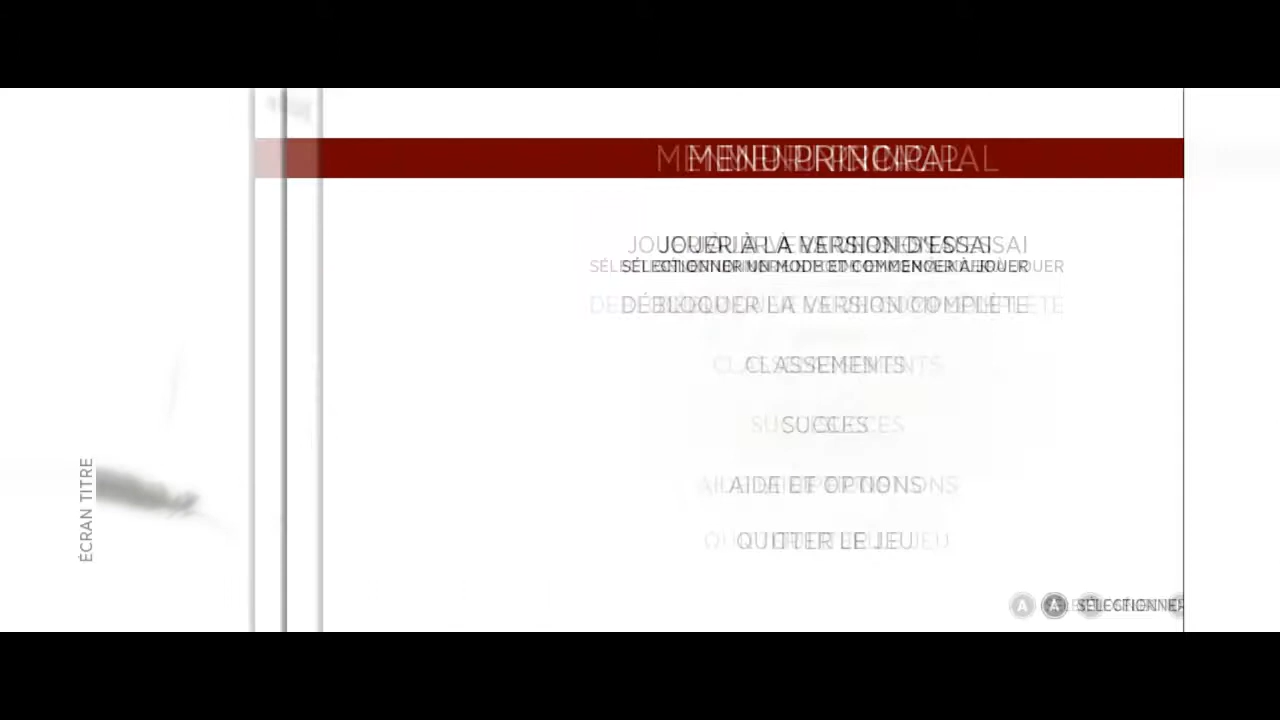 MENU PRINCIPAL
JOUER À LA VERSION D'ESSAI
SÉLECTIONNER UN MODE ET COMMENCER À JOUER
DÉBLOQUER LA VERSION COMPLÈTE
CLASSEMENTS
SUCCES
AIDE ET OPTIONS
QUITTER LE JEU
ÉCRAN TITRE
A SÉLECTIONNER